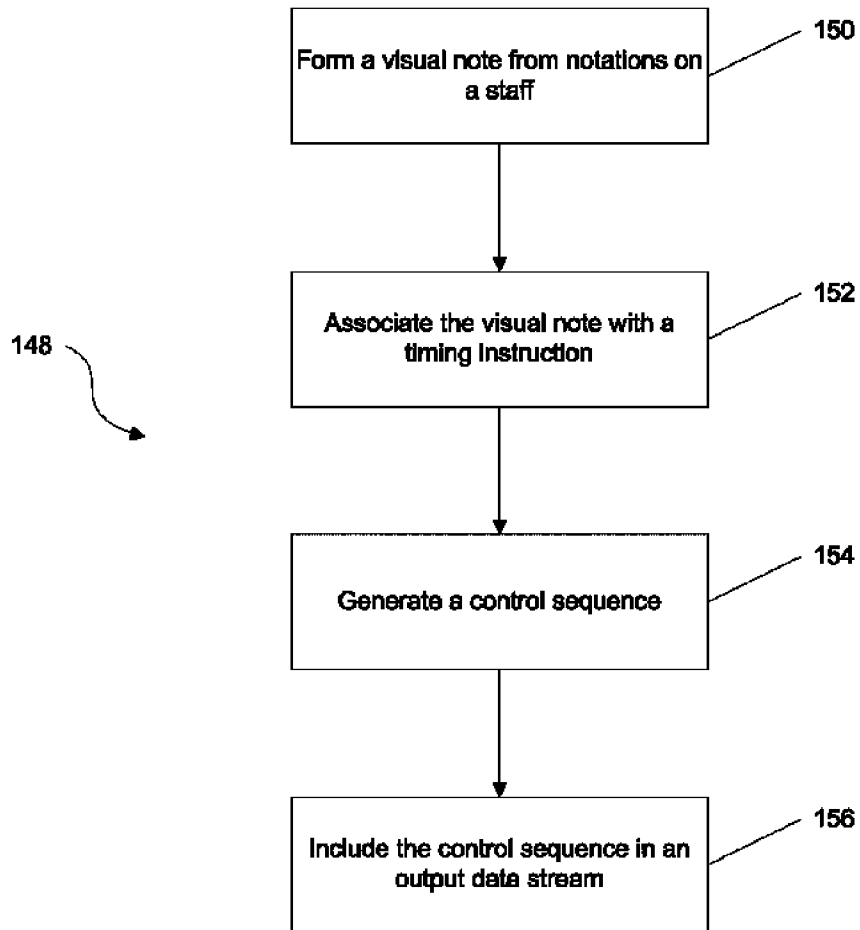 150
Form a visual note from notations on
a staff
152
Associate the visual note with a
timing instruction
148
154
Generate a control sequence
156
Include the control sequence in an
output data stream